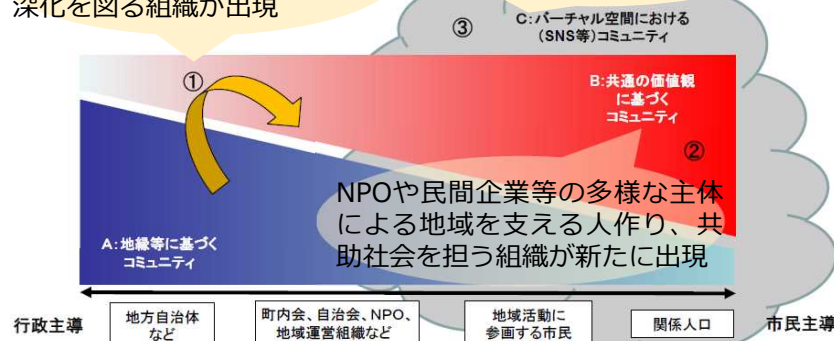 深化を図る組織が出現
③
C:バーチャル空間における
(SNS等)コミュニティ
①
B:共通の価値観
に基づく
コミュニティ
②
NPOや民間企業等の多様な主体
による地域を支える人作り、共
助社会を担う組織が新たに出現
A:地縁等に基づく
コミュニティ
行政主導
地方自治体
など
町内会、自治会、NPO、
地域運営組織など
地域活動に
参画する市民
関係人口
市民主導